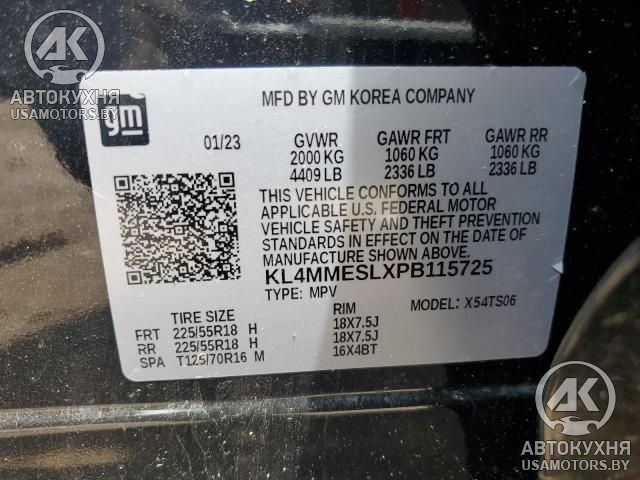 АК
АВТОКУХНЯ
USAMOTORS.BY
gm
MFD BY GM KOREA COMPANY
01/23 GVWR GAWR FRT GAWR RR
2000 KG 1060 KG 1060 KG
4409 LB 2336 LB 2336 LB
THIS VEHICLE CONFORMS TO ALL
APPLICABLE U.S. FEDERAL MOTOR
VEHICLE SAFETY AND THEFT PREVENTION
STANDARDS IN EFFECT ON THE DATE OF
MANUFACTURE SHOWN ABOVE.
KL4MMESLXPB115725
TYPE: MPV MODEL: X54TS06
TIRE SIZE RIM
FRT 225/55R18 H 18X7.5J
RR 225/55R18 H 18X7.5J
SPA T125/70R16 M 16X4BT
АК
АВТОКУХНЯ
USAMOTORS.BY